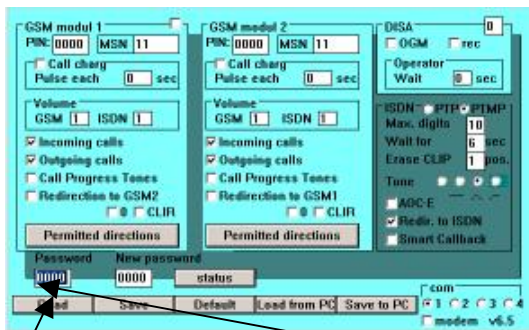 GSM modul 1
PIN: 0000 MSN 11
Call charg
Pulse each 0 sec
Volume
GSM 1 ISDN 1
Incoming calls
Outgoing calls
Call Progress Tones
Redirection to GSM2
0 CLIR
Permitted directions
GSM modul 2
PIN: 0000 MSN 11
Call charg
Pulse each 0 sec
Volume
GSM 1 ISDN 1
Incoming calls
Outgoing calls
Call Progress Tones
Redirection to GSM1
0 CLIR
Permitted directions
DISA 0
OGM rec
Operator
Wait 0 sec
ISDN PTP PTMP
Max. digits 10
Wait for 6 sec
Erase CLIP 1 pos.
Tone
AOC-E
Redir. to ISDN
Smart Callback
Password New password
0000 0000 status
Read Save Default Load from PC Save to PC
com
1 2 3 4
modem v6.5